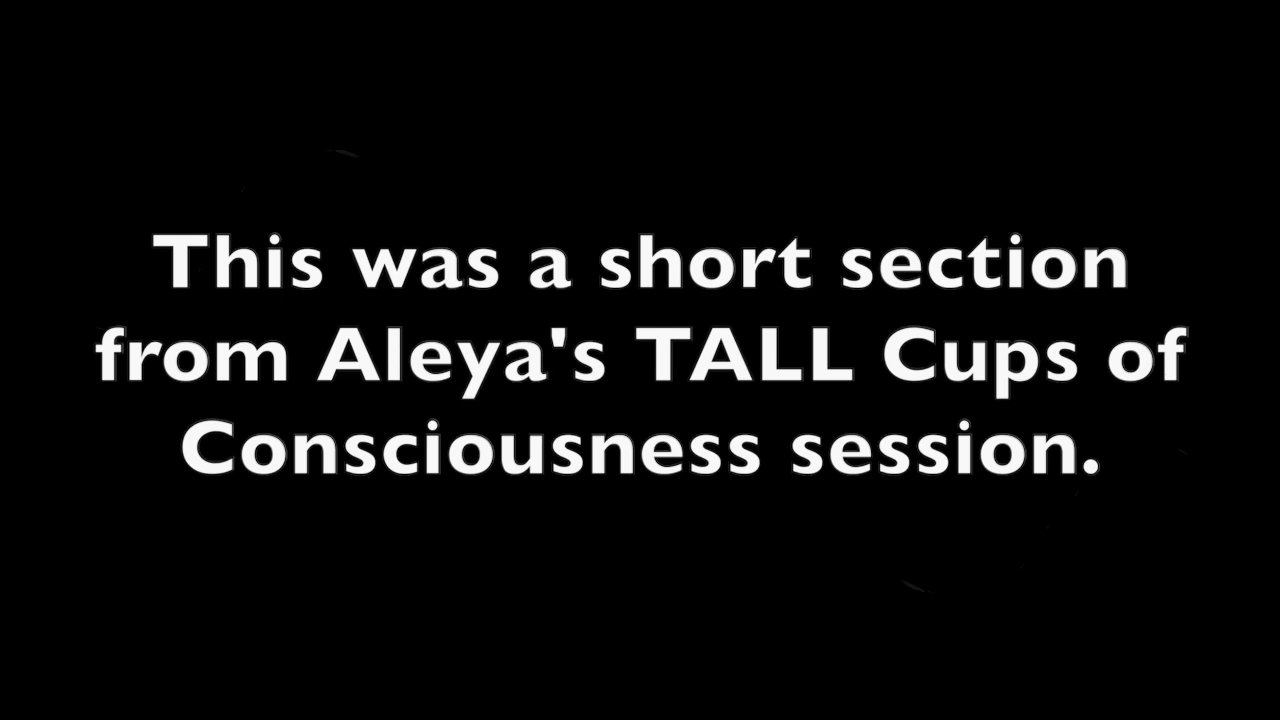 This was a short section
from Aleya's TALL Cups of
Consciousness session.